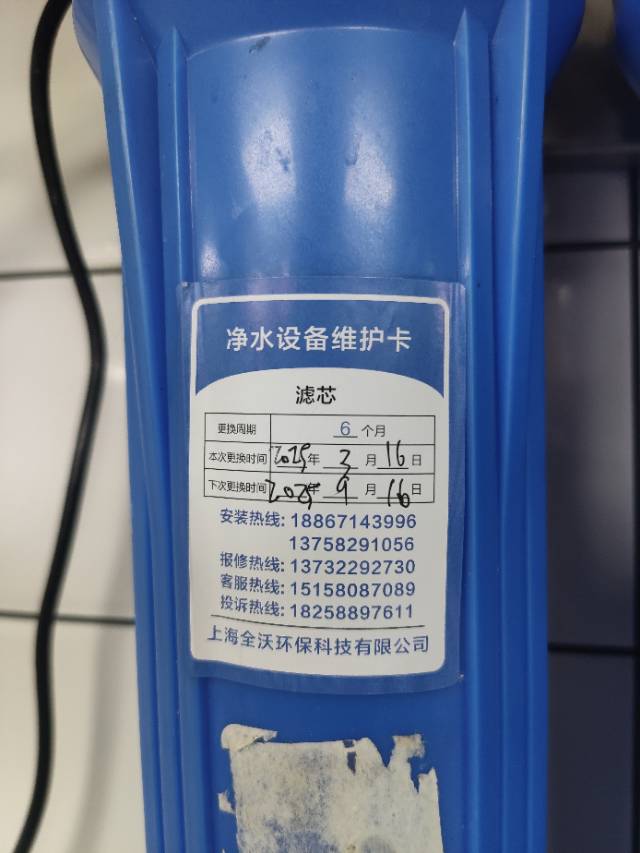 净水设备维护卡
滤芯
更换周期 6 个月
本次更换时间 2025年 3 月 16 日
下次更换时间 2025年 9 月 16 日
安装热线: 18867143996
13758291056
报修热线: 13732292730
客服热线: 15158087089
投诉热线: 18258897611
上海全沃环保科技有限公司